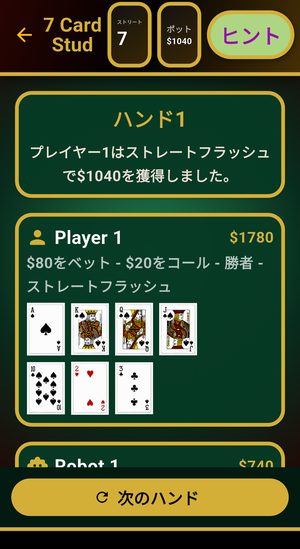 7 Card Stud
ストリート
7
ポット
$1040
ヒント
ハンド1
プレイヤー1はストレートフラッシュ
で$1040を獲得しました。
Player 1
$1780
$80をベット - $20をコール - 勝者 -
ストレートフラッシュ
A
K
Q
J
10
2
3
Robot 1
$740
次のハンド